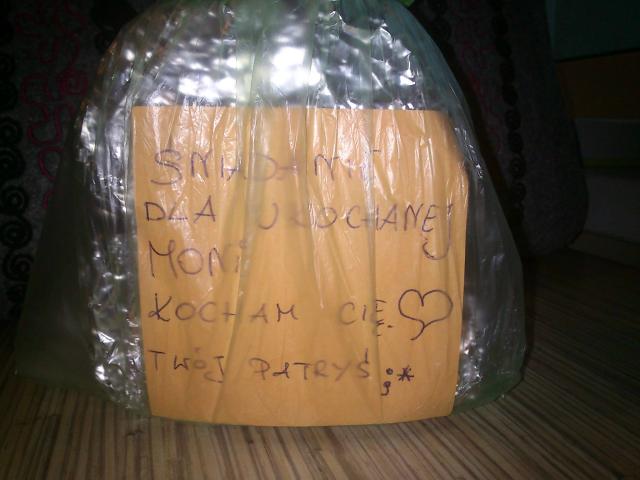 ŚNIADANIE
DLA UKOCHANEJ
MONI
KOCHAM CIĘ. ♡
TWÓJ PATRYŚ ;*